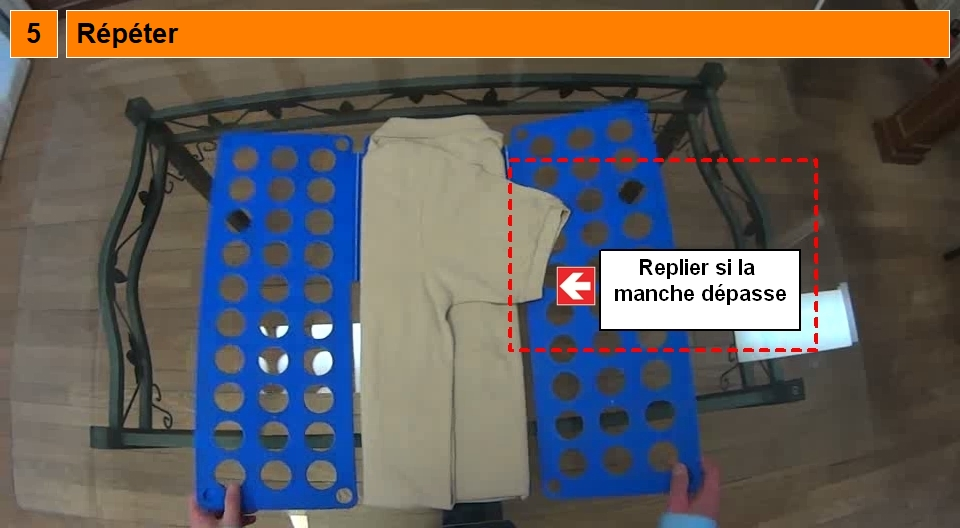 5 Répéter
Replier si la
manche dépasse